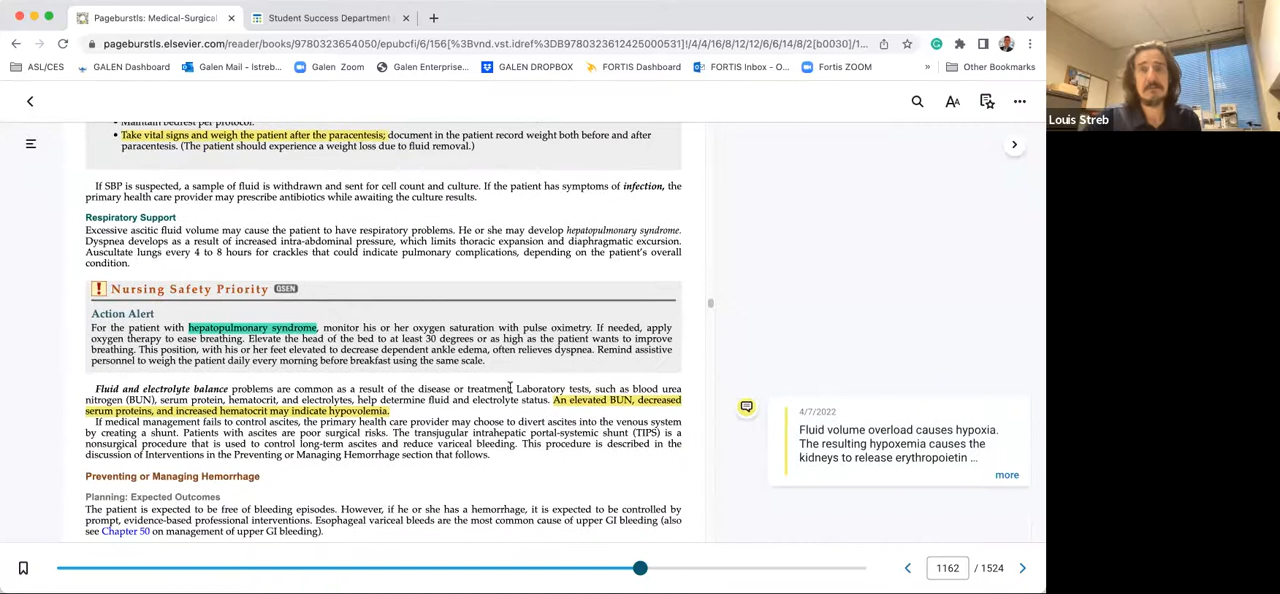 Pageburstls: Medical-Surgical
Student Success Department
pageburstls.elsevier.com/reader/books/9780323654050/epubcfi/6/156[%3Bvnd.vst.idref%3DB9780323612425000531]!/4/4/16/8/12/12/6/6/14/8/2[b0030]/1...
ASL/CES
GALEN Dashboard
Galen Mail - lstreb...
Galen Zoom
Galen Enterprise...
GALEN DROPBOX
FORTIS Dashboard
FORTIS Inbox - O...
Fortis ZOOM
»
Other Bookmarks
AA
Louis Streb
• Maintain bedrest per protocol.
• Take vital signs and weigh the patient after the paracentesis; document in the patient record weight both before and after
paracentesis. (The patient should experience a weight loss due to fluid removal.)
If SBP is suspected, a sample of fluid is withdrawn and sent for cell count and culture. If the patient has symptoms of infection, the
primary health care provider may prescribe antibiotics while awaiting the culture results.
Respiratory Support
Excessive ascitic fluid volume may cause the patient to have respiratory problems. He or she may develop hepatopulmonary syndrome.
Dyspnea develops as a result of increased intra-abdominal pressure, which limits thoracic expansion and diaphragmatic excursion.
Auscultate lungs every 4 to 8 hours for crackles that could indicate pulmonary complications, depending on the patient's overall
condition.
! Nursing Safety Priority QSEN
Action Alert
For the patient with hepatopulmonary syndrome, monitor his or her oxygen saturation with pulse oximetry. If needed, apply
oxygen therapy to ease breathing. Elevate the head of the bed to at least 30 degrees or as high as the patient wants to improve
breathing. This position, with his or her feet elevated to decrease dependent ankle edema, often relieves dyspnea. Remind assistive
personnel to weigh the patient daily every morning before breakfast using the same scale.
Fluid and electrolyte balance problems are common as a result of the disease or treatment. Laboratory tests, such as blood urea
nitrogen (BUN), serum protein, hematocrit, and electrolytes, help determine fluid and electrolyte status. An elevated BUN, decreased
serum proteins, and increased hematocrit may indicate hypovolemia.
If medical management fails to control ascites, the primary health care provider may choose to divert ascites into the venous system
by creating a shunt. Patients with ascites are poor surgical risks. The transjugular intrahepatic portal-systemic shunt (TIPS) is a
nonsurgical procedure that is used to control long-term ascites and reduce variceal bleeding. This procedure is described in the
discussion of Interventions in the Preventing or Managing Hemorrhage section that follows.
Preventing or Managing Hemorrhage
Planning: Expected Outcomes
The patient is expected to be free of bleeding episodes. However, if he or she has a hemorrhage, it is expected to be controlled by
prompt, evidence-based professional interventions. Esophageal variceal bleeds are the most common cause of upper GI bleeding (also
see Chapter 50 on management of upper GI bleeding).
4/7/2022
Fluid volume overload causes hypoxia.
The resulting hypoxemia causes the
kidneys to release erythropoietin ...
more
1162 / 1524